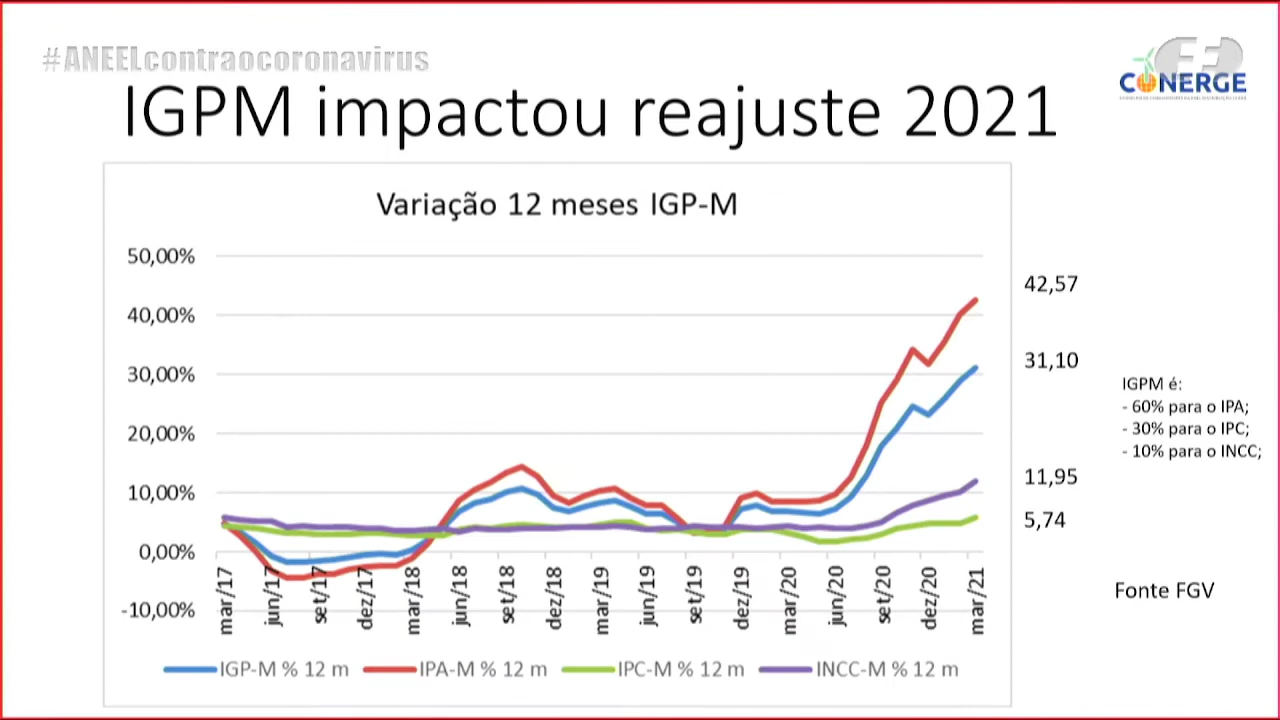 #ANEELcontraocoronavirus
CONERGE
IGPM impactou reajuste 2021
Variação 12 meses IGP-M
50,00%
40,00%
30,00%
20,00%
10,00%
0,00%
-10,00%
mar/17
jun/17
set/17
dez/17
mar/18
jun/18
set/18
dez/18
mar/19
jun/19
set/19
dez/19
mar/20
jun/20
set/20
dez/20
mar/21
IGP-M % 12 m
IPA-M % 12 m
IPC-M % 12 m
INCC-M % 12 m
42,57
31,10
11,95
5,74
IGPM é:
- 60% para o IPA;
- 30% para o IPC;
- 10% para o INCC;
Fonte FGV